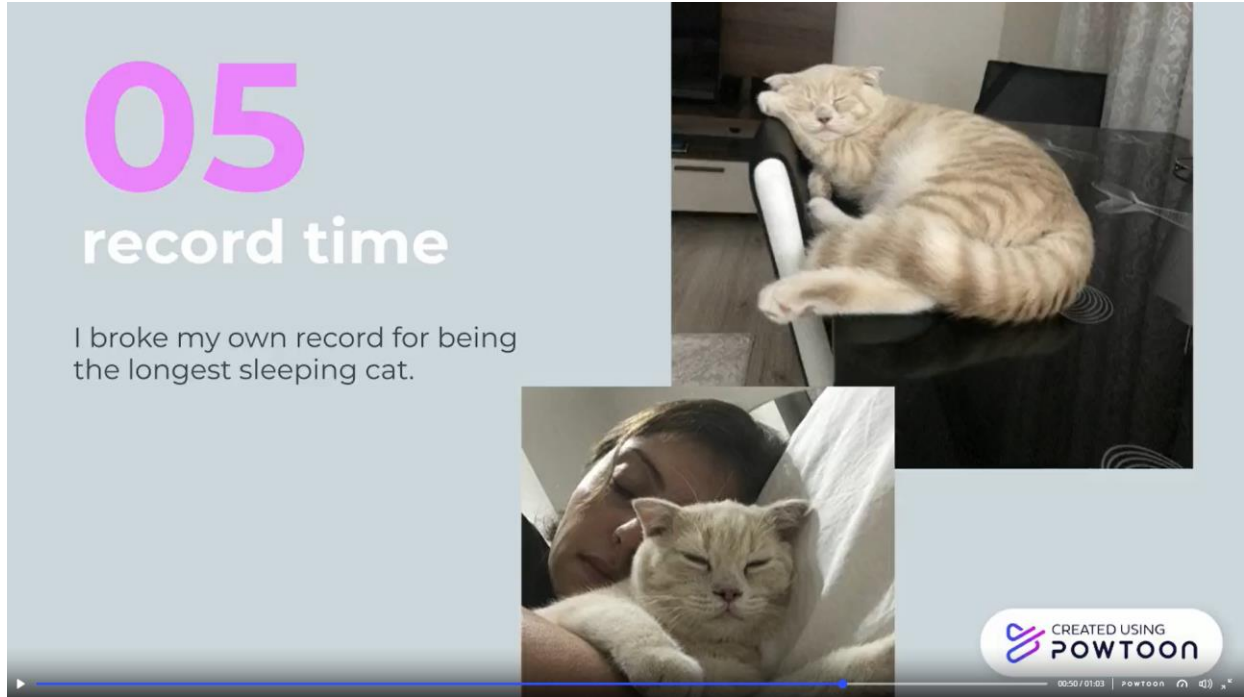 05
record time
I broke my own record for being
the longest sleeping cat.
CREATED USING
POWTOON
00:50 / 01:03
POWTOON